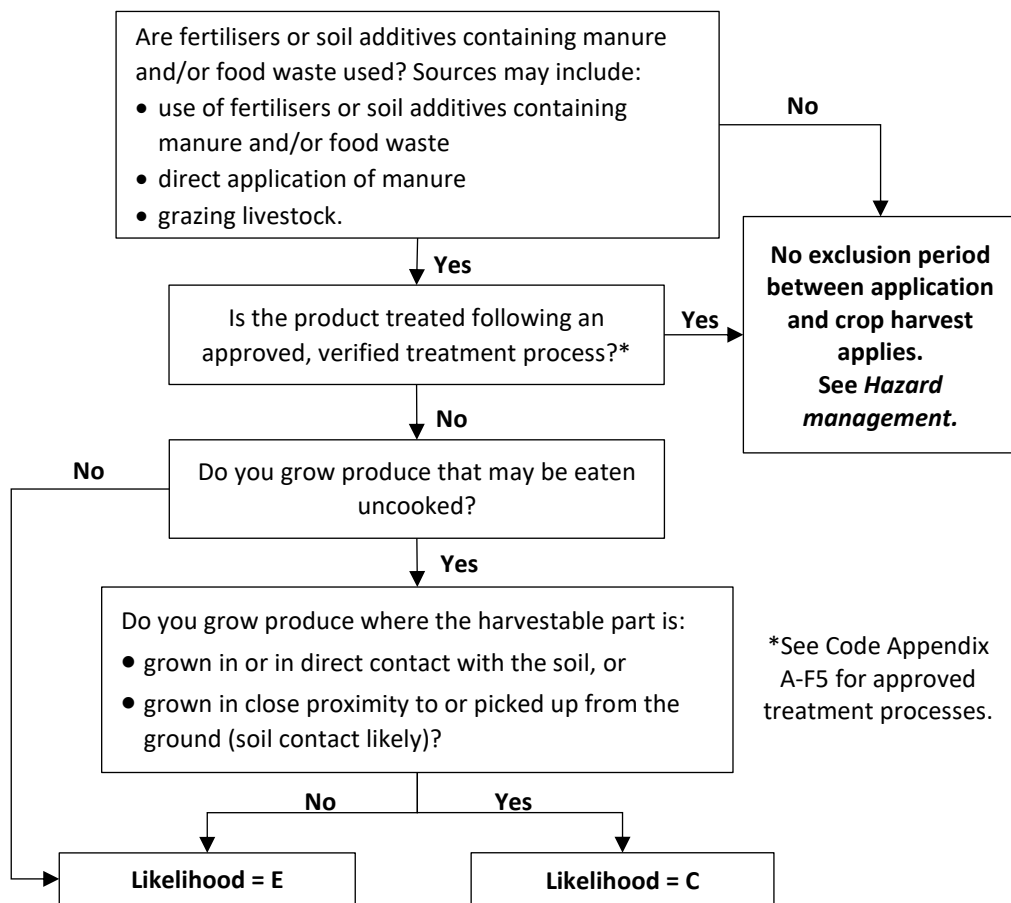 Are fertilisers or soil additives containing manure
and/or food waste used? Sources may include:
• use of fertilisers or soil additives containing
manure and/or food waste
• direct application of manure
• grazing livestock.
No
Yes
No exclusion period
between application
and crop harvest
applies.
See Hazard
management.
Is the product treated following an
approved, verified treatment process?*
Yes
No
No
Do you grow produce that may be eaten
uncooked?
Yes
Do you grow produce where the harvestable part is:
• grown in or in direct contact with the soil, or
• grown in close proximity to or picked up from the
ground (soil contact likely)?
*See Code Appendix
A-F5 for approved
treatment processes.
No
Yes
Likelihood = E
Likelihood = C